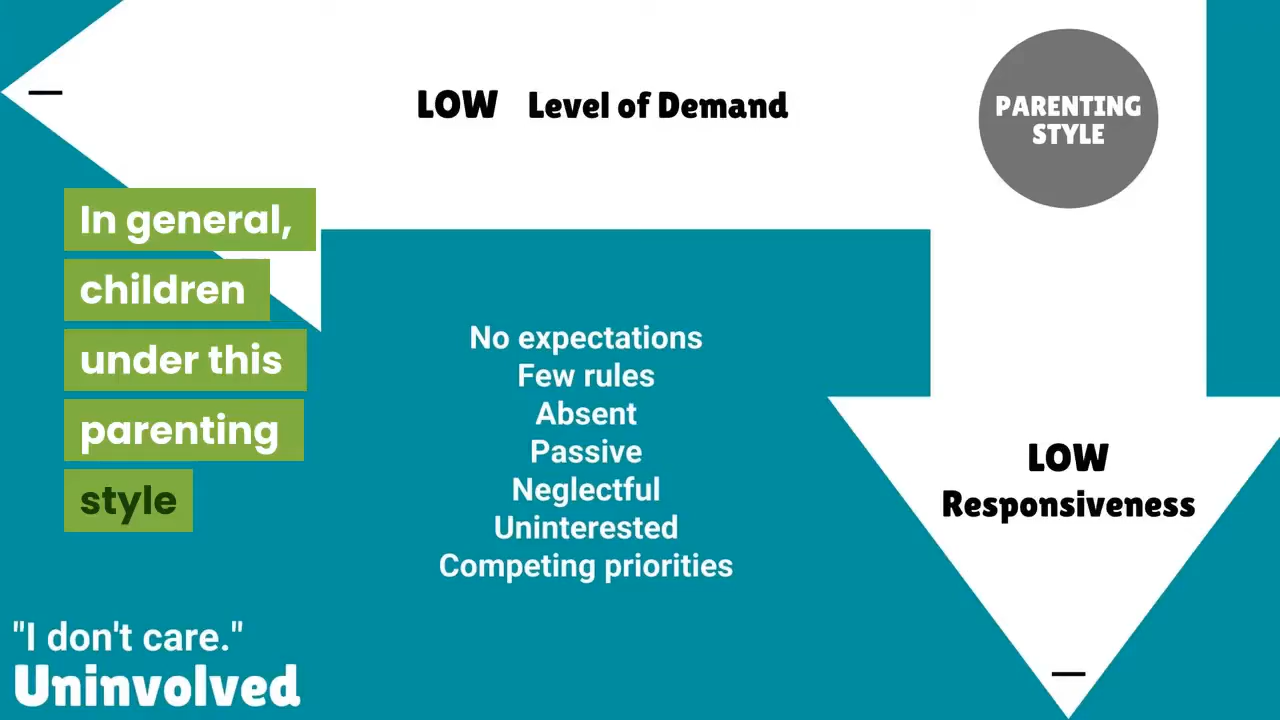 LOW Level of Demand
PARENTING
STYLE
In general,
children
under this
parenting
style
No expectations
Few rules
Absent
Passive
Neglectful
Uninterested
Competing priorities
LOW
Responsiveness
"I don't care."
Uninvolved